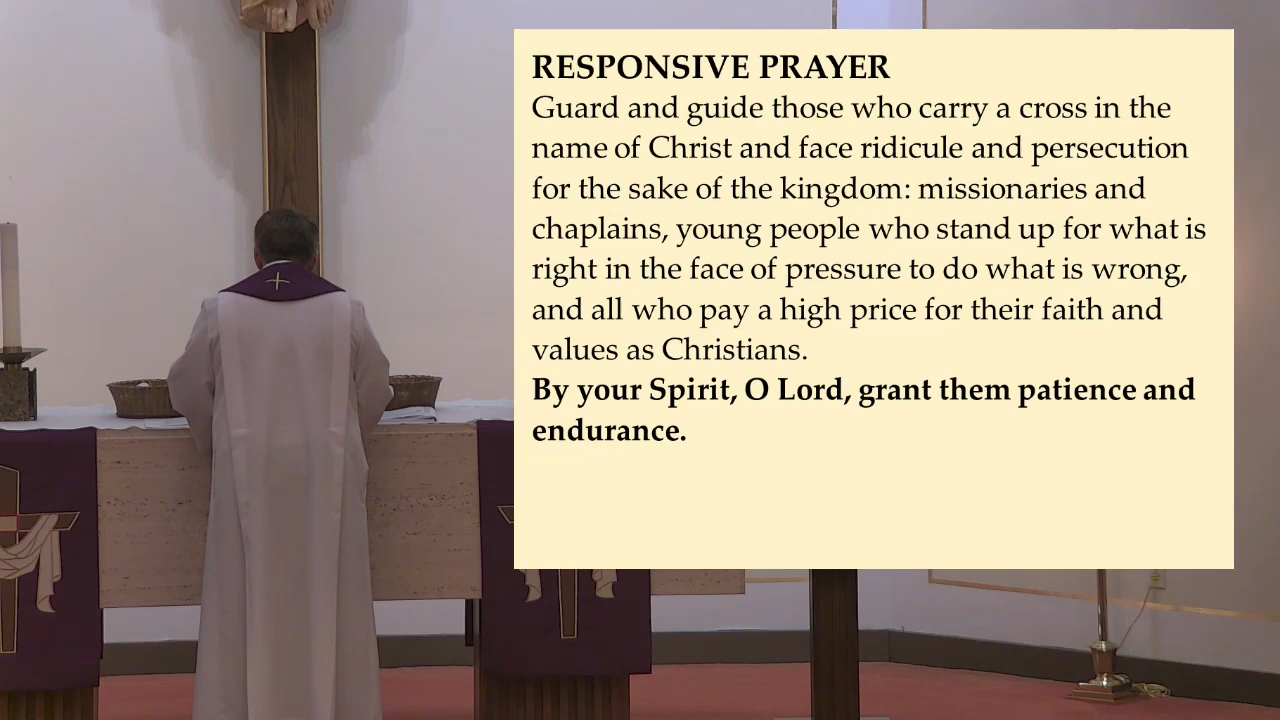 RESPONSIVE PRAYER
Guard and guide those who carry a cross in the
name of Christ and face ridicule and persecution
for the sake of the kingdom: missionaries and
chaplains, young people who stand up for what is
right in the face of pressure to do what is wrong,
and all who pay a high price for their faith and
values as Christians.
By your Spirit, O Lord, grant them patience and
endurance.